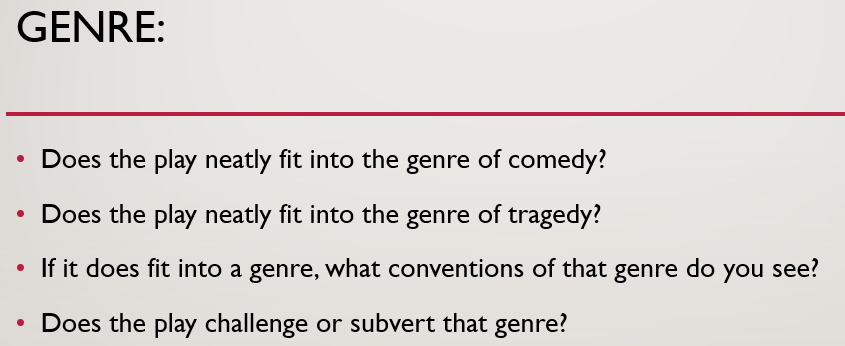 GENRE:
• Does the play neatly fit into the genre of comedy?
• Does the play neatly fit into the genre of tragedy?
• If it does fit into a genre, what conventions of that genre do you see?
• Does the play challenge or subvert that genre?